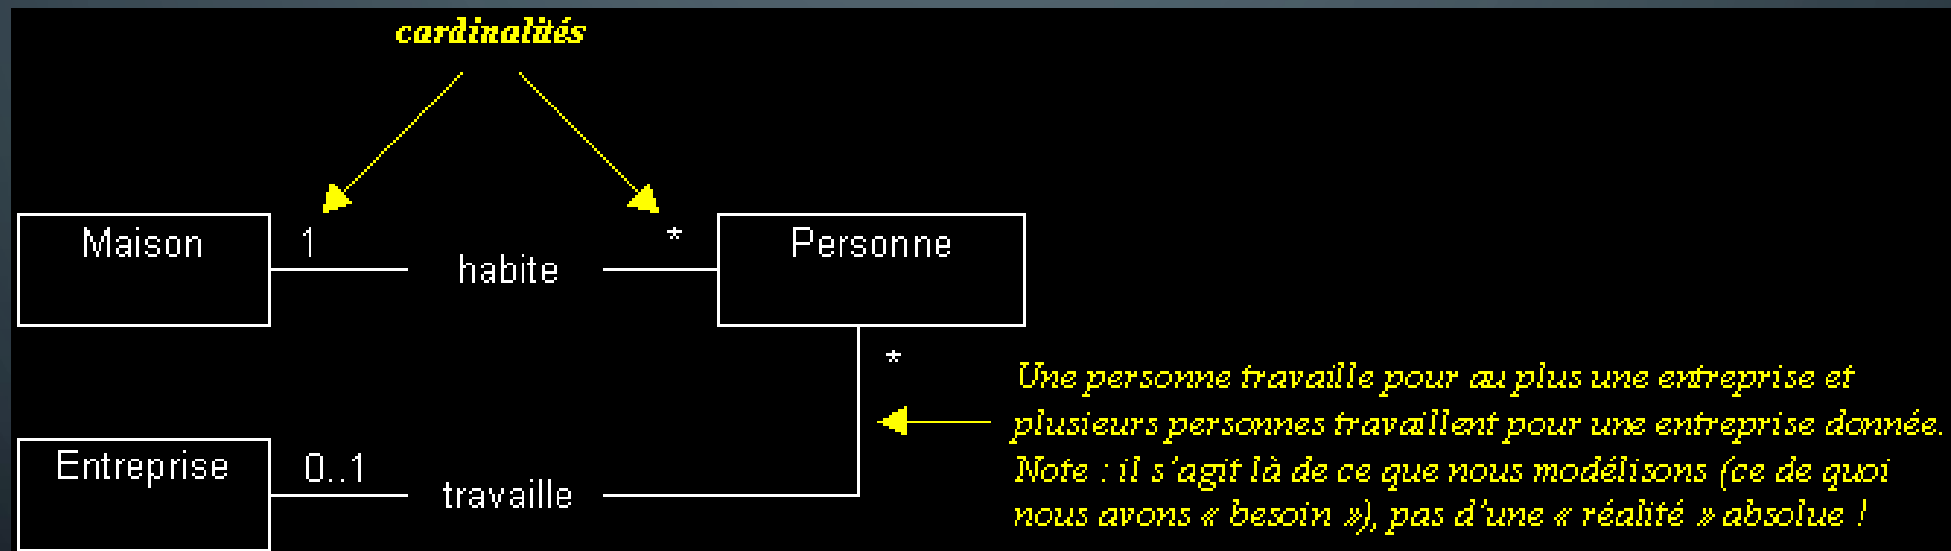 cardinalités
Maison
1
habite
*
Personne
*
Une personne travaille pour au plus une entreprise et
plusieurs personnes travaillent pour une entreprise donnée.
Note : il s'agit là de ce que nous modélisons (ce de quoi
nous avons « besoin »), pas d'une « réalité » absolue !
Entreprise
0..1
travaille